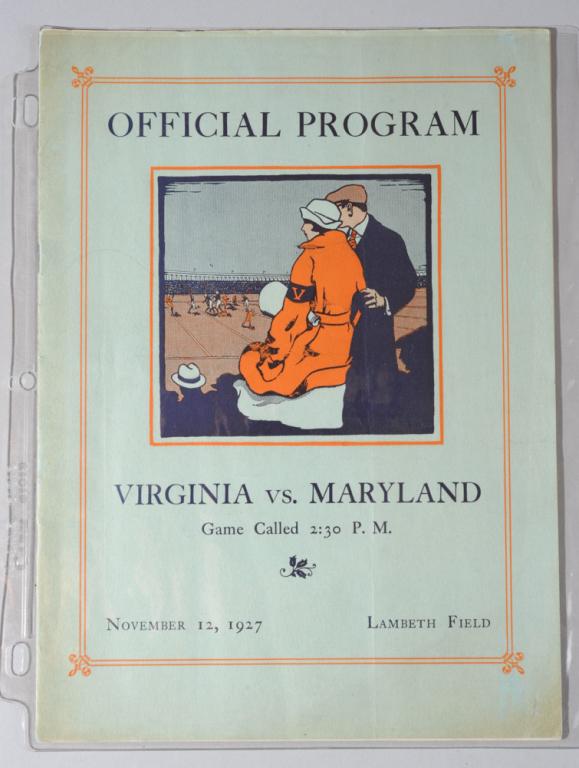 OFFICIAL PROGRAM
V
VIRGINIA vs. MARYLAND
Game Called 2:30 P. M.
November 12, 1927 Lambeth Field